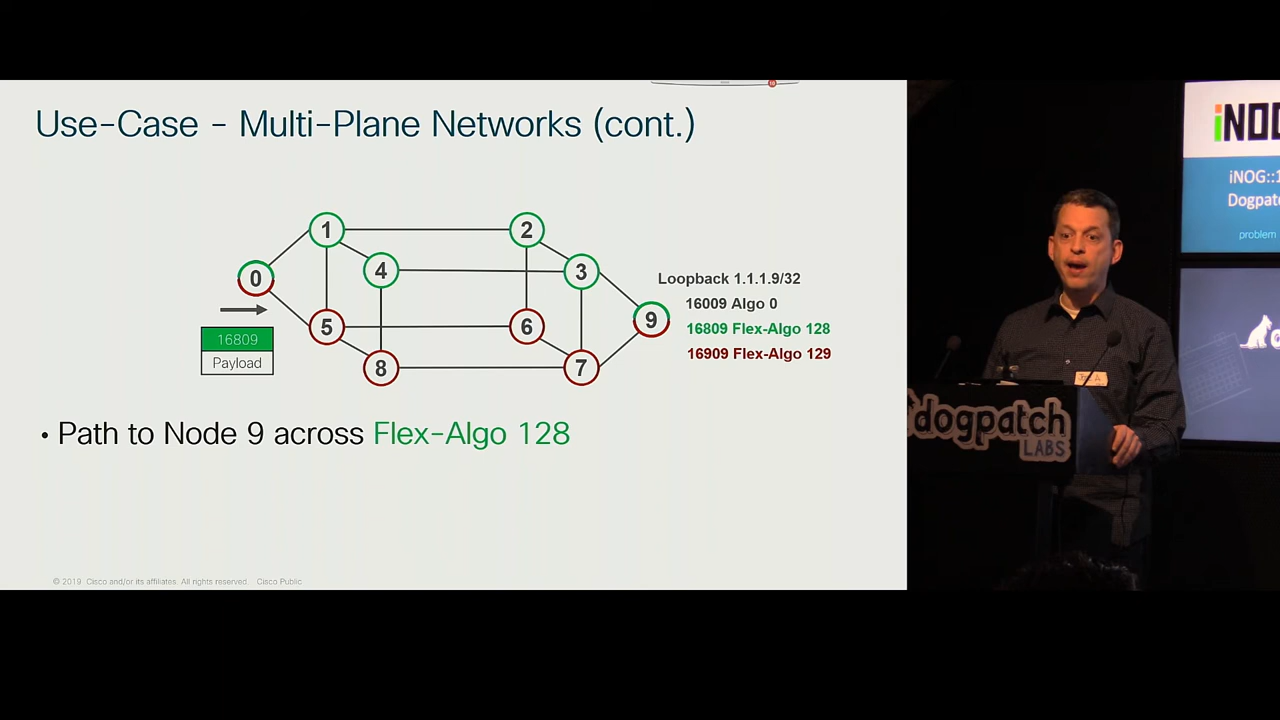 Use-Case - Multi-Plane Networks (cont.)
1
2
4
3
0
Loopback 1.1.1.9/32
16009 Algo 0
9
5
6
16809 Flex-Algo 128
16809
Payload
8
7
16909 Flex-Algo 129
• Path to Node 9 across Flex-Algo 128
© 2019 Cisco and/or its affiliates. All rights reserved. Cisco Public
iNOG::1
Dogpatc
problem
dogpatch
LABS